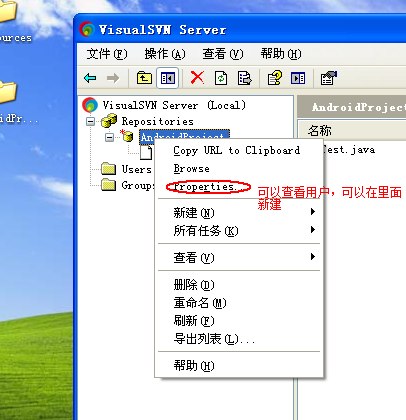 ources
idPr...
VisualSVN Server
文件(F) 操作(A) 查看(V) 帮助(H)
VisualSVN Server (Local)
Repositories
AndroidProject
Users
Groups
AndroidProject
名称
Test.java
Copy URL to Clipboard
Browse
Properties
新建(N)
所有任务(K)
查看(V)
删除(D)
重命名(M)
刷新(F)
导出列表(L)...
帮助(H)
可以查看用户，可以在里面
新建